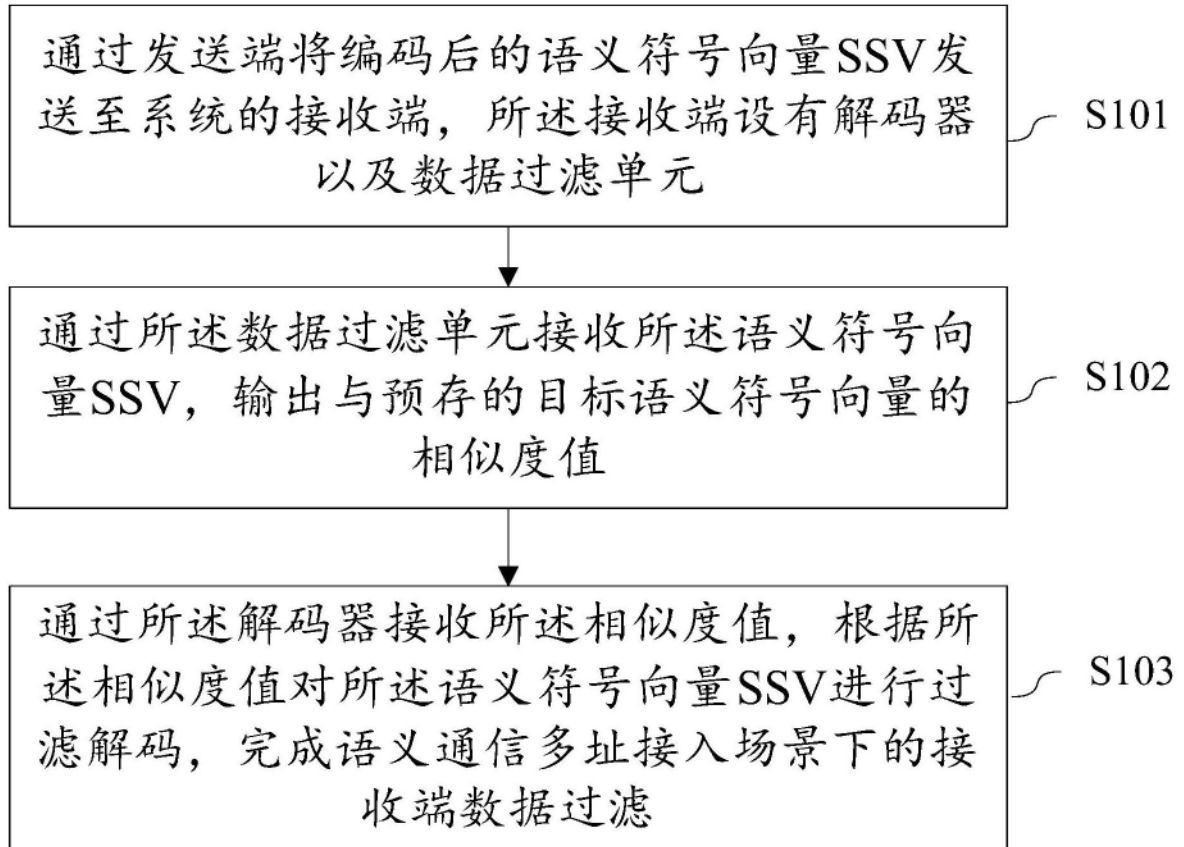 通过发送端将编码后的语义符号向量SSV发
送至系统的接收端，所述接收端设有解码器
以及数据过滤单元
S101
通过所述数据过滤单元接收所述语义符号向
量SSV，输出与预存的目标语义符号向量的
相似度值
S102
通过所述解码器接收所述相似度值，根据所
述相似度值对所述语义符号向量SSV进行过
滤解码，完成语义通信多址接入场景下的接
收端数据过滤
S103